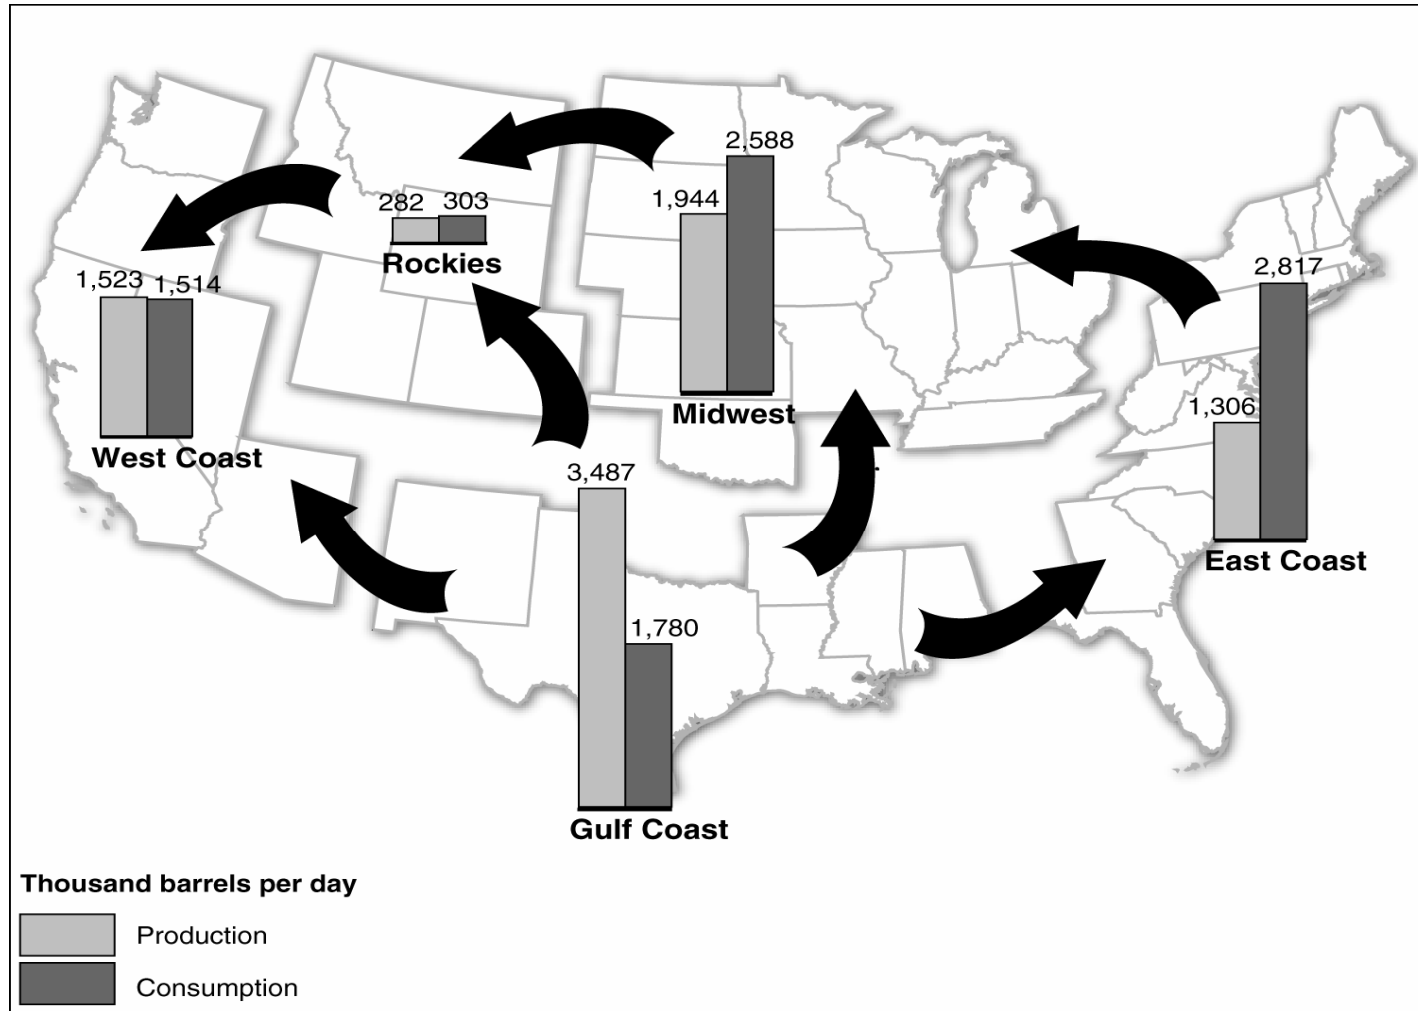 2,588
1,944
282 303
Rockies
2,817
1,523 1,514
1,306
Midwest
West Coast
3,487
East Coast
1,780
Gulf Coast
Thousand barrels per day
Production
Consumption